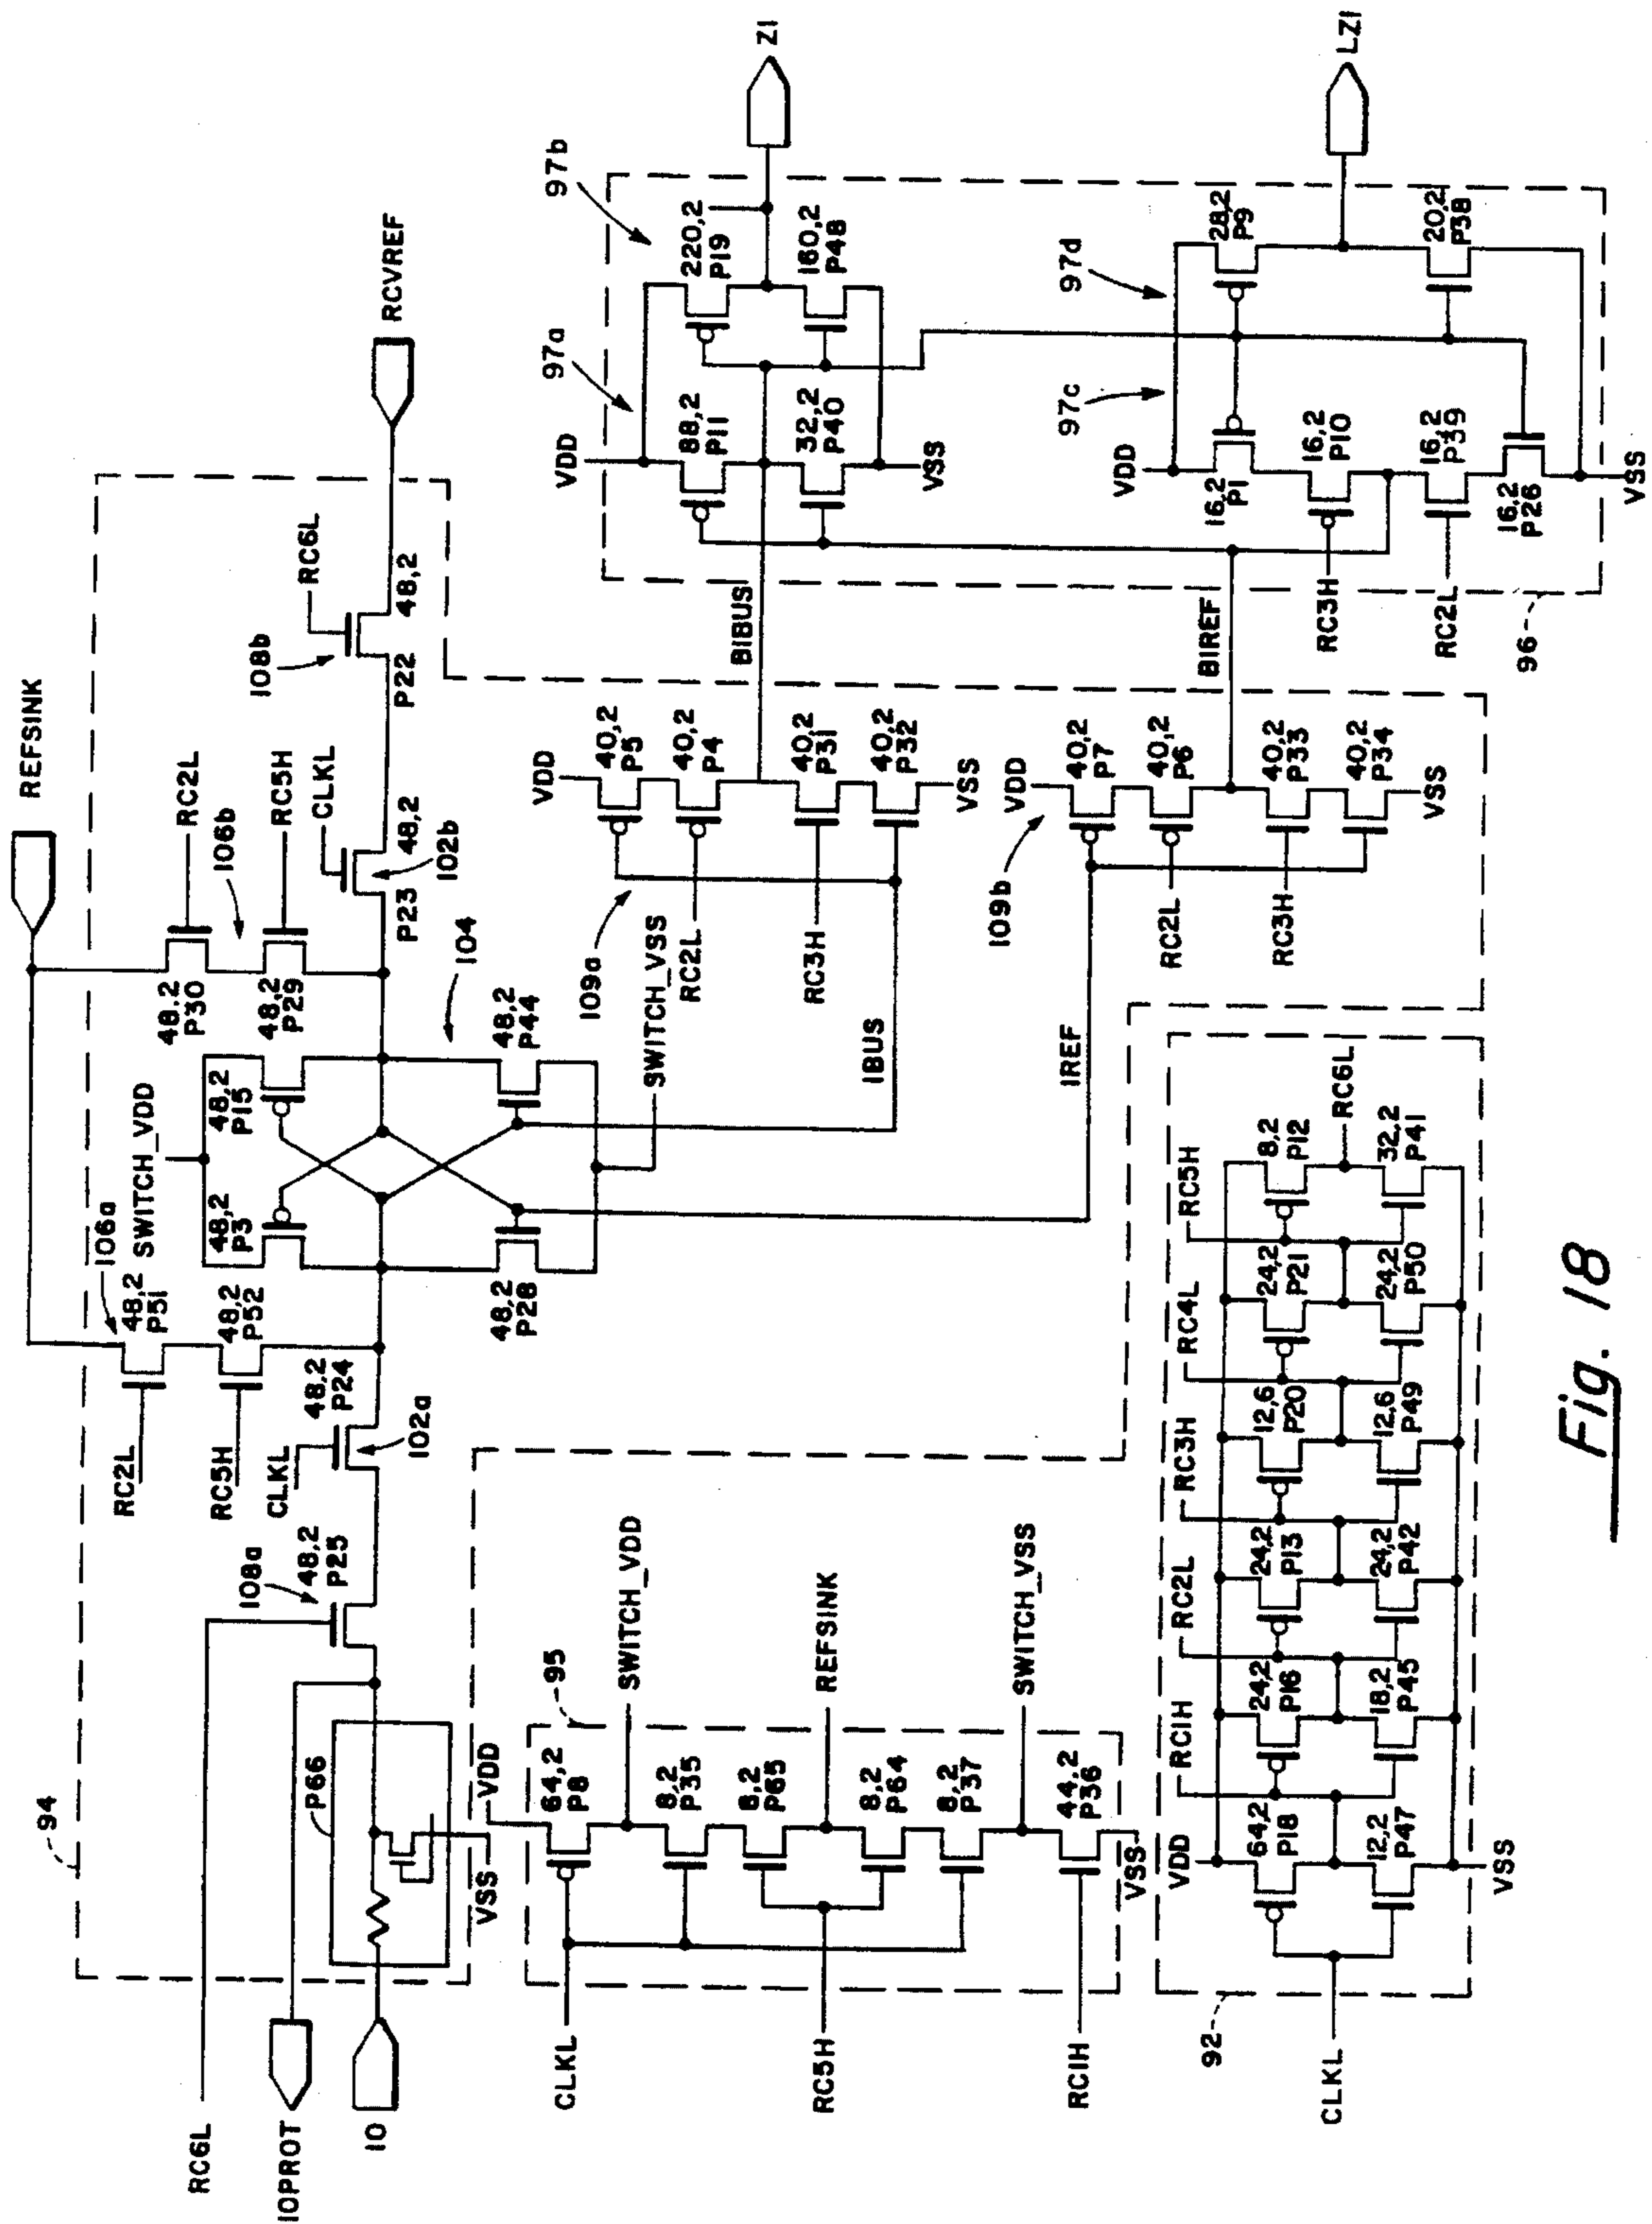 REFSINK
94
RC6L
10PROT
10
P66
VSS
108a
48,2
P25
CLKL
102a
48,2
P24
RC2L
RC5H
106a
48,2
P51
48,2
P52
SWITCH_VDD
48,2
P3
48,2
P15
48,2
P28
48,2
P44
104
SWITCH_VSS
48.2
P30
48,2
P29
RC2L
106b
RC5H
CLKL
P23
48,2
102b
108b
RC6L
P22
48,2
RCVREF
IBUS
IREF
109a
VDD
40,2
P5
40,2
P4
RC2L
40,2
P31
RC3H
40,2
P32
VSS
BIBUS
109b
VDD
40,2
P7
40,2
P6
RC2L
40,2
P33
RC3H
40,2
P34
VSS
BIREF
95
CLKL
RC5H
RC1H
VDD
64,2
P8
SWITCH_VDD
8,2
P35
8,2
P65
REFSINK
8,2
P64
8,2
P37
SWITCH_VSS
44,2
P36
VSS
97a
97b
VDD
88,2
P11
220,2
P19
32,2
P40
160,2
P48
VSS
Z1
97c
97d
VDD
16,2
P1
28,2
P9
16,2
P10
RC3H
16,2
P39
RC2L
20,2
P38
16,2
P26
VSS
LZ1
96
92
CLKL
VDD
RC1H
RC2L
RC3H
RC4L
RC5H
64,2
P18
24,2
P16
24,2
P13
12,6
P20
24,2
P21
8,2
P12
RC6L
12,2
P47
18,2
P45
24,2
P42
12,6
P49
24,2
P50
32,2
P41
VSS
Fig. 18